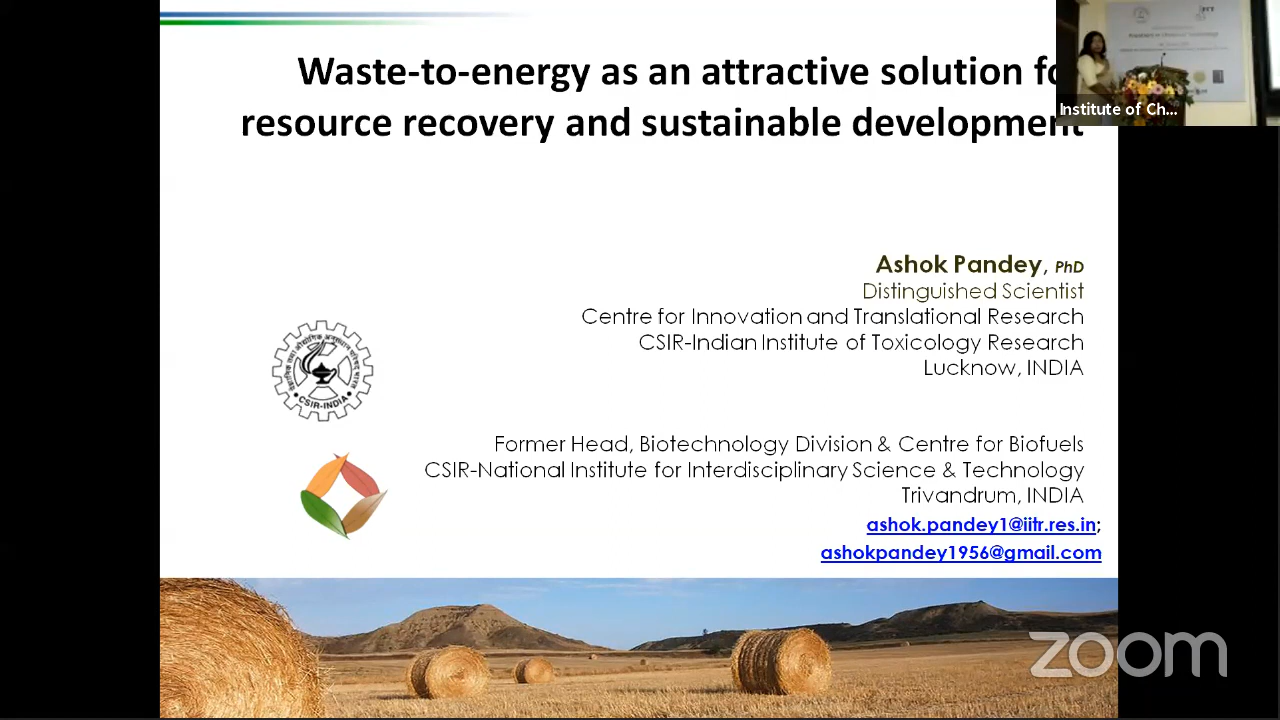 Waste-to-energy as an attractive solution fo
resource recovery and sustainable development
Institute of Ch...
Ashok Pandey, PhD
Distinguished Scientist
Centre for Innovation and Translational Research
CSIR-Indian Institute of Toxicology Research
Lucknow, INDIA
CSIR-INDIA
Former Head, Biotechnology Division & Centre for Biofuels
CSIR-National Institute for Interdisciplinary Science & Technology
Trivandrum, INDIA
ashok.pandey1@iitr.res.in;
ashokpandey1956@gmail.com
zoom